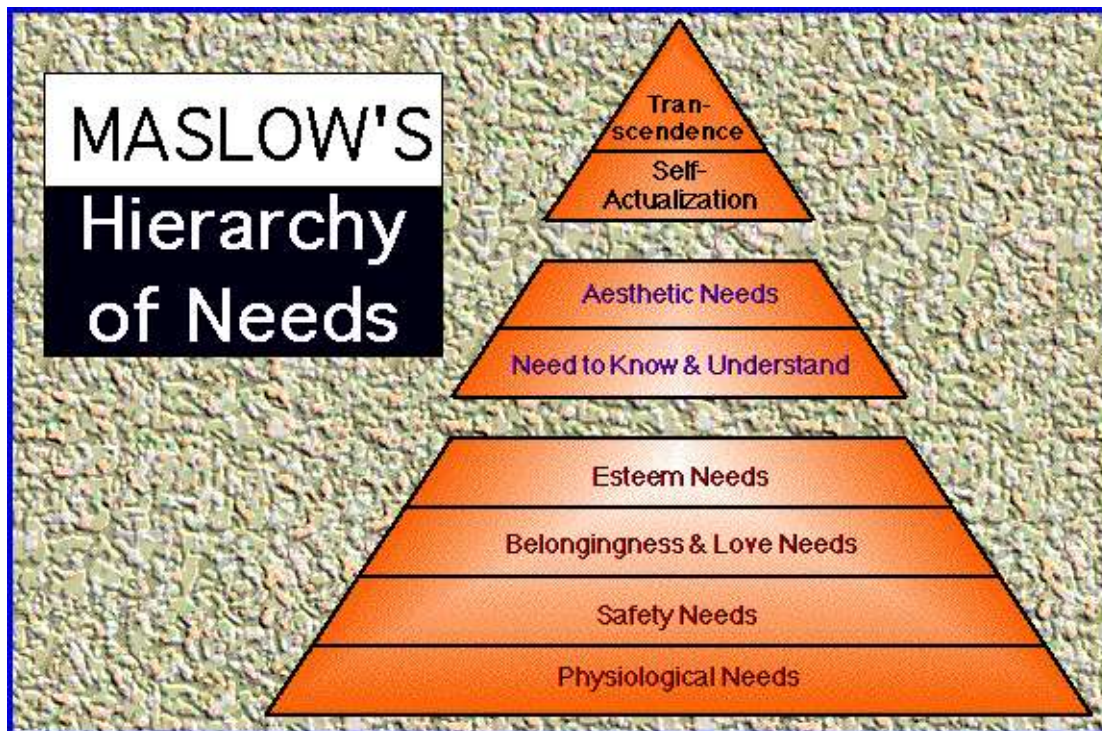 MASLOW'S
Hierarchy
of Needs
Tran-
scendence
Self-
Actualization
Aesthetic Needs
Need to Know & Understand
Esteem Needs
Belongingness & Love Needs
Safety Needs
Physiological Needs